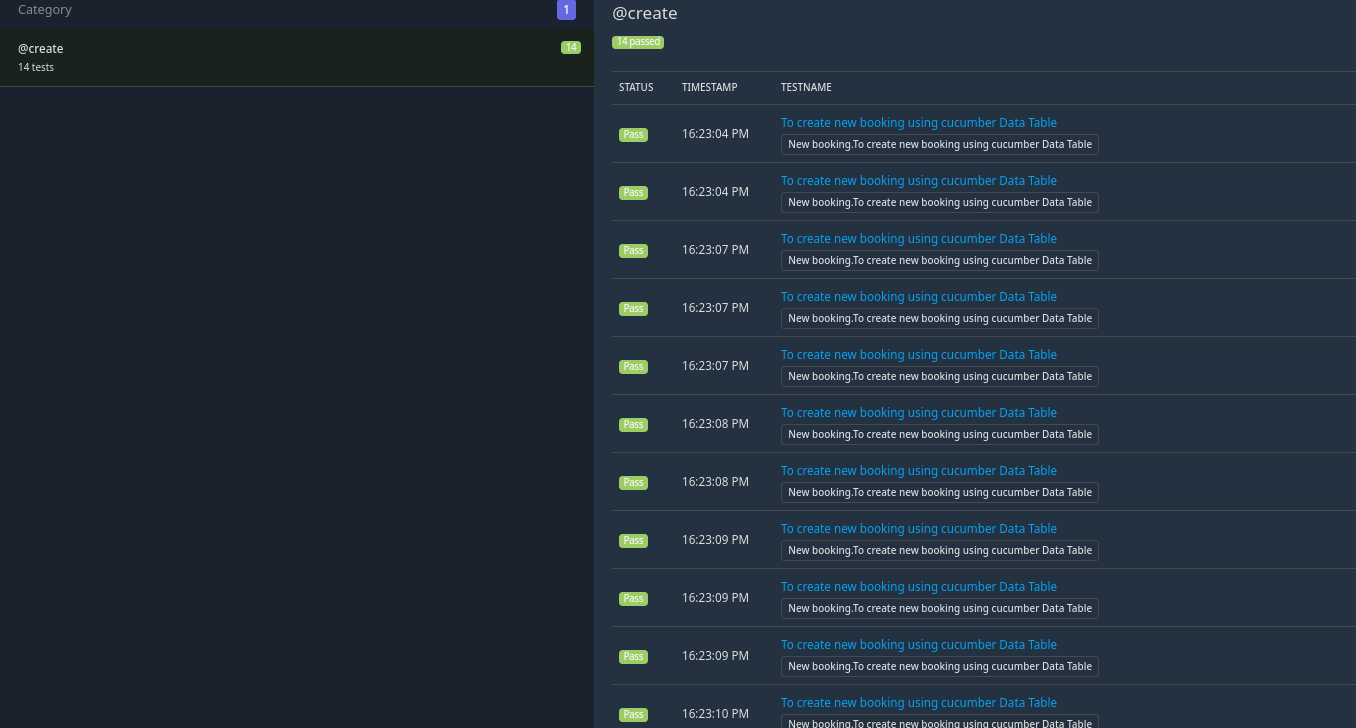 Category
1
@create
14
14 tests
@create
14 passed
STATUS TIMESTAMP TESTNAME
To create new booking using cucumber Data Table
Pass 16:23:04 PM
New booking.To create new booking using cucumber Data Table
To create new booking using cucumber Data Table
Pass 16:23:04 PM
New booking.To create new booking using cucumber Data Table
To create new booking using cucumber Data Table
Pass 16:23:07 PM
New booking.To create new booking using cucumber Data Table
To create new booking using cucumber Data Table
Pass 16:23:07 PM
New booking.To create new booking using cucumber Data Table
To create new booking using cucumber Data Table
Pass 16:23:07 PM
New booking.To create new booking using cucumber Data Table
To create new booking using cucumber Data Table
Pass 16:23:08 PM
New booking.To create new booking using cucumber Data Table
To create new booking using cucumber Data Table
Pass 16:23:08 PM
New booking.To create new booking using cucumber Data Table
To create new booking using cucumber Data Table
Pass 16:23:09 PM
New booking.To create new booking using cucumber Data Table
To create new booking using cucumber Data Table
Pass 16:23:09 PM
New booking.To create new booking using cucumber Data Table
To create new booking using cucumber Data Table
Pass 16:23:09 PM
New booking.To create new booking using cucumber Data Table
To create new booking using cucumber Data Table
Pass 16:23:10 PM
New booking.To create new booking using cucumber Data Table